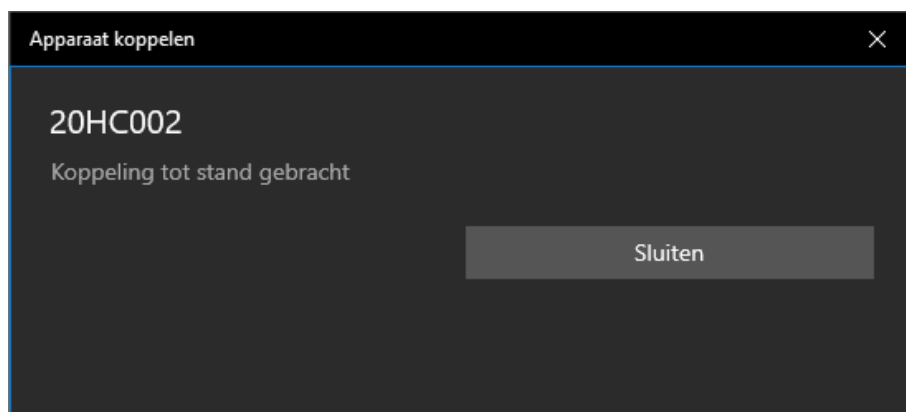 Apparaat koppelen
20HC002
Koppeling tot stand gebracht
Sluiten